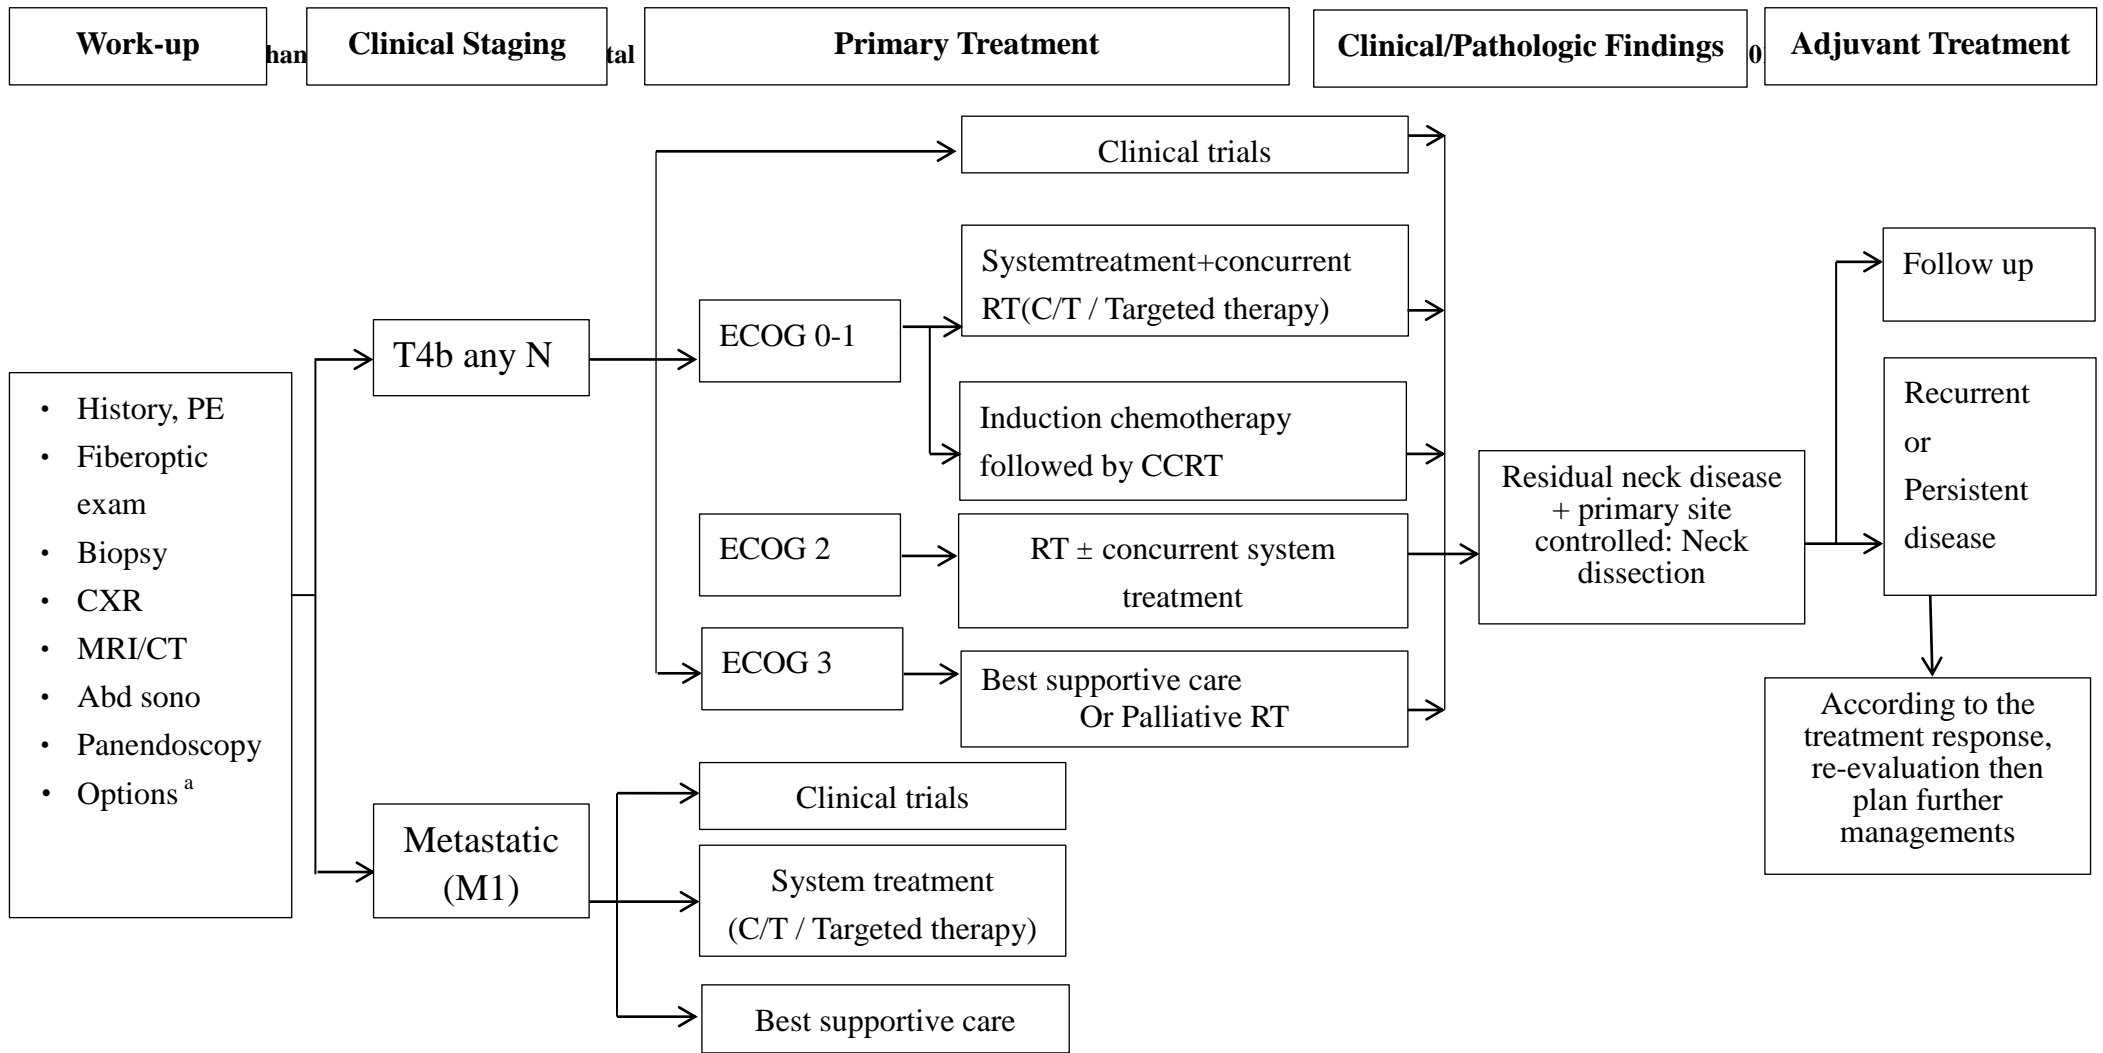 Work-up
han
Clinical Staging
tal
Primary Treatment
Clinical/Pathologic Findings
Adjuvant Treatment
• History, PE
• Fiberoptic
exam
• Biopsy
• CXR
• MRI/CT
• Abd sono
• Panendoscopy
• Options a
T4b any N
Metastatic
(M1)
Clinical trials
ECOG 0-1
Systemtreatment+concurrent
RT(C/T / Targeted therapy)
Induction chemotherapy
followed by CCRT
ECOG 2
RT ± concurrent system
treatment
ECOG 3
Best supportive care
Or Palliative RT
Clinical trials
System treatment
(C/T / Targeted therapy)
Best supportive care
Residual neck disease
+ primary site
controlled: Neck
dissection
Follow up
Recurrent
or
Persistent
disease
According to the
treatment response,
re-evaluation then
plan further
managements